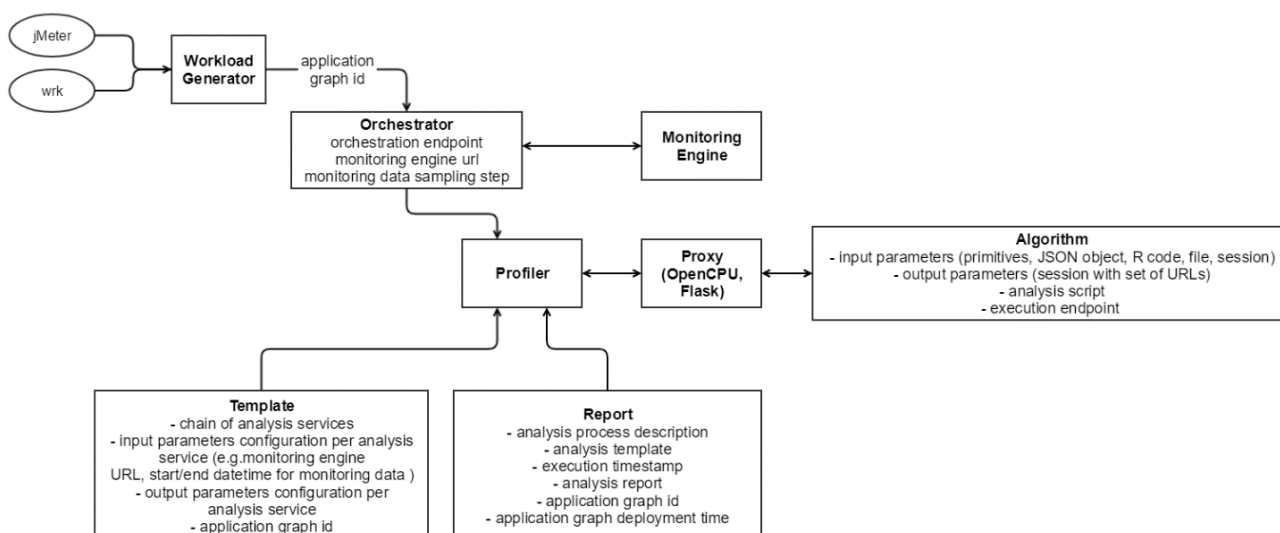 jMeter
wrk
Workload
Generator
application
graph id
Orchestrator
orchestration endpoint
monitoring engine url
monitoring data sampling step
Monitoring
Engine
Profiler
Proxy
(OpenCPU,
Flask)
Algorithm
- input parameters (primitives, JSON object, R code, file, session)
- output parameters (session with set of URLs)
- analysis script
- execution endpoint
Template
- chain of analysis services
- input parameters configuration per analysis
service (e.g.monitoring engine
URL, start/end datetime for monitoring data )
- output parameters configuration per
analysis service
- application graph id
Report
- analysis process description
- analysis template
- execution timestamp
- analysis report
- application graph id
- application graph deployment time